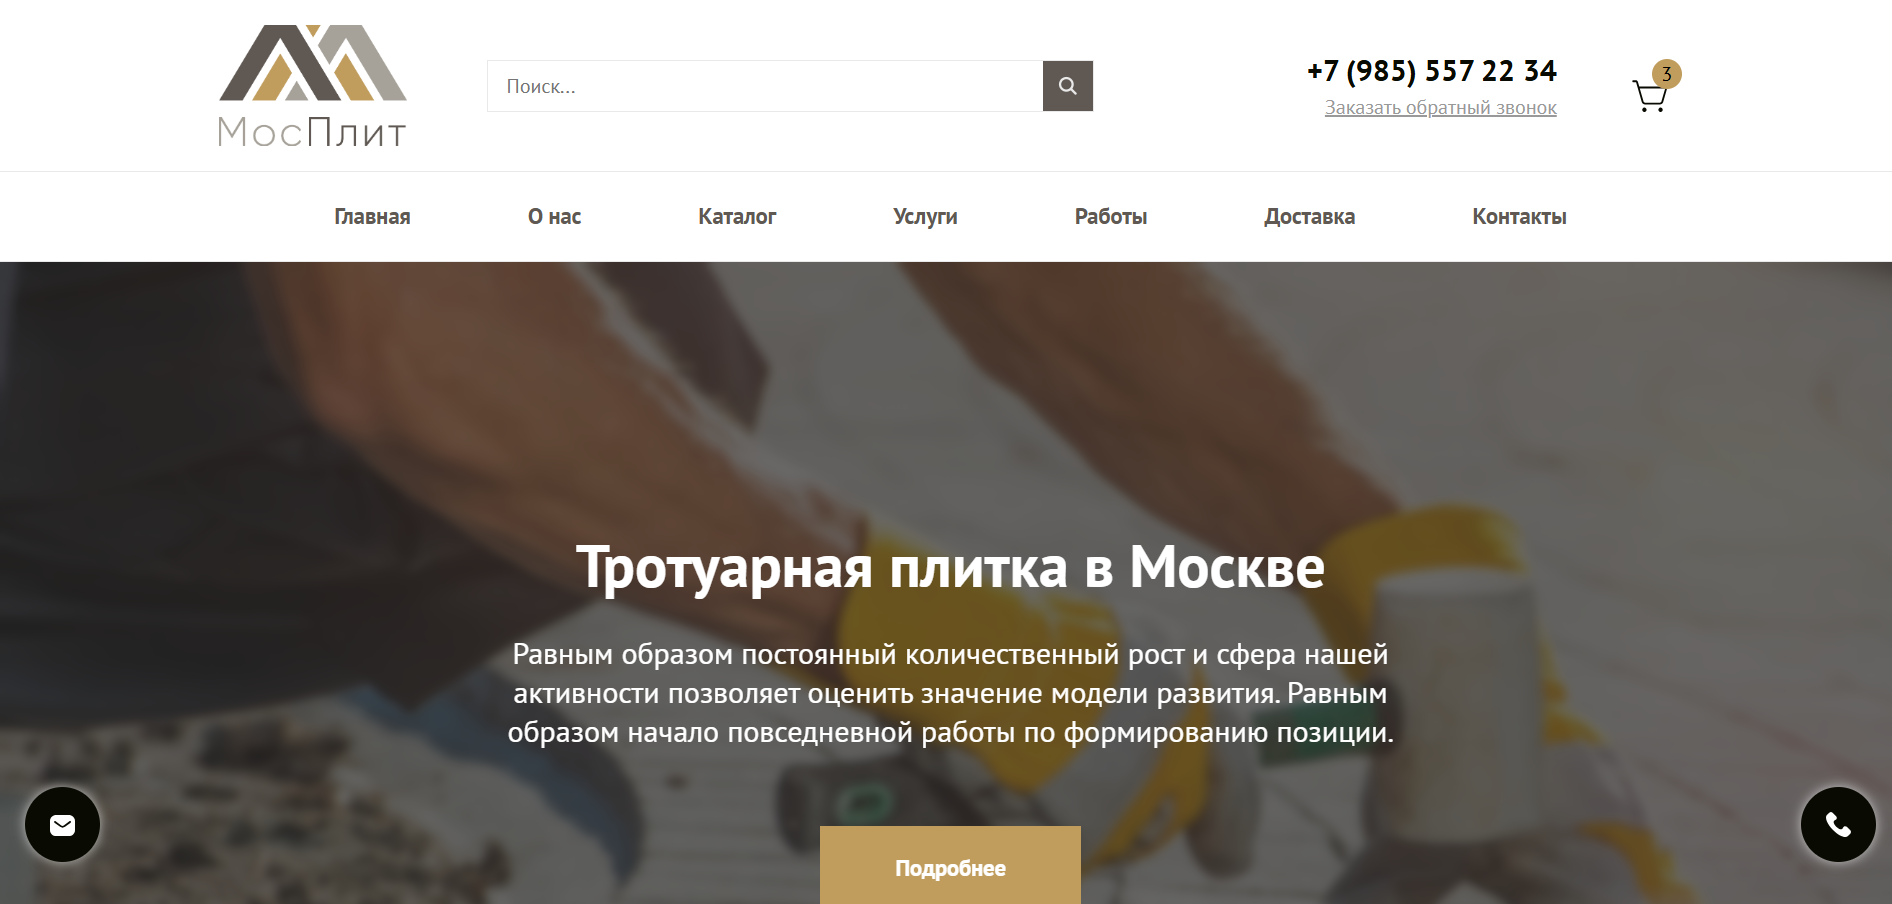 МосПлит
Поиск...
+7 (985) 557 22 34
Заказать обратный звонок
3
Главная
О нас
Каталог
Услуги
Работы
Доставка
Контакты
Тротуарная плитка в Москве
Равным образом постоянный количественный рост и сфера нашей
активности позволяет оценить значение модели развития. Равным
образом начало повседневной работы по формированию позиции.
Подробнее